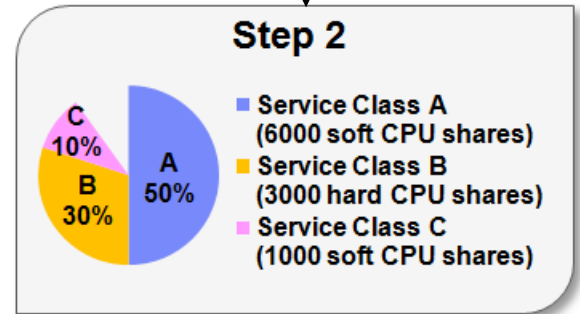 Step 2
C
10%
A
50%
B
30%
Service Class A
(6000 soft CPU shares)
Service Class B
(3000 hard CPU shares)
Service Class C
(1000 soft CPU shares)